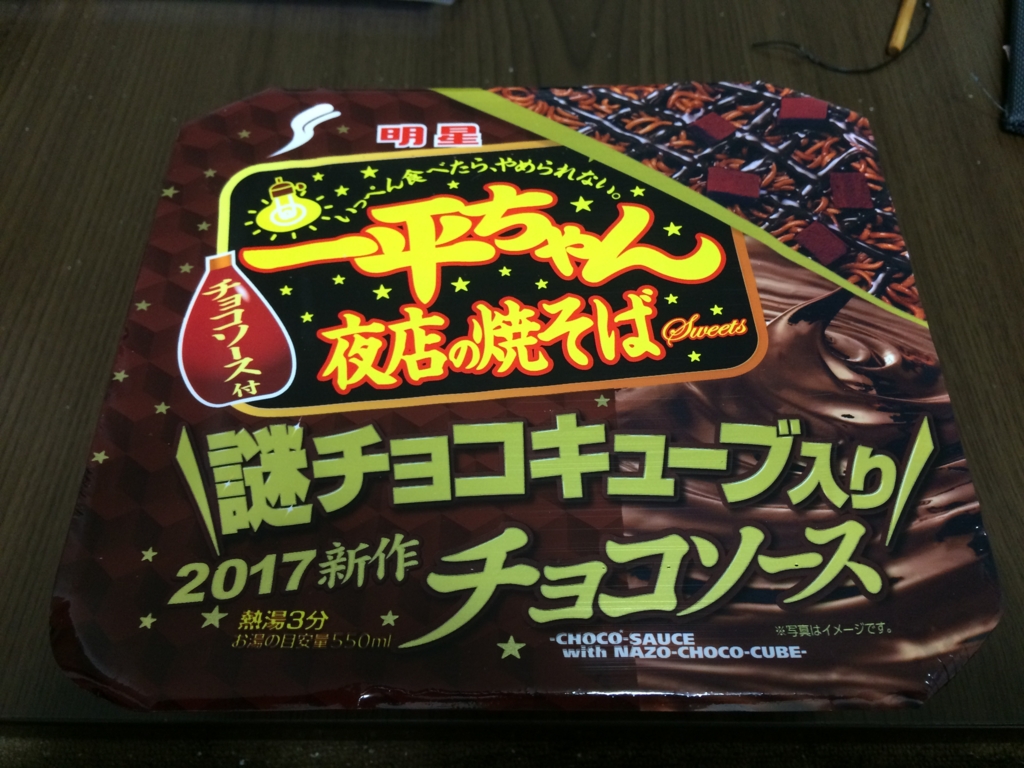 明星
いっぺん食べたら、やめられない。
一平ちゃん
夜店の焼そば
Sweets
チョコソース付
謎チョコキューブ入り
2017新作
チョコソース
熱湯3分
お湯の目安量550ml
-CHOCO-SAUCE
with NAZO-CHOCO-CUBE-
※写真はイメージです。